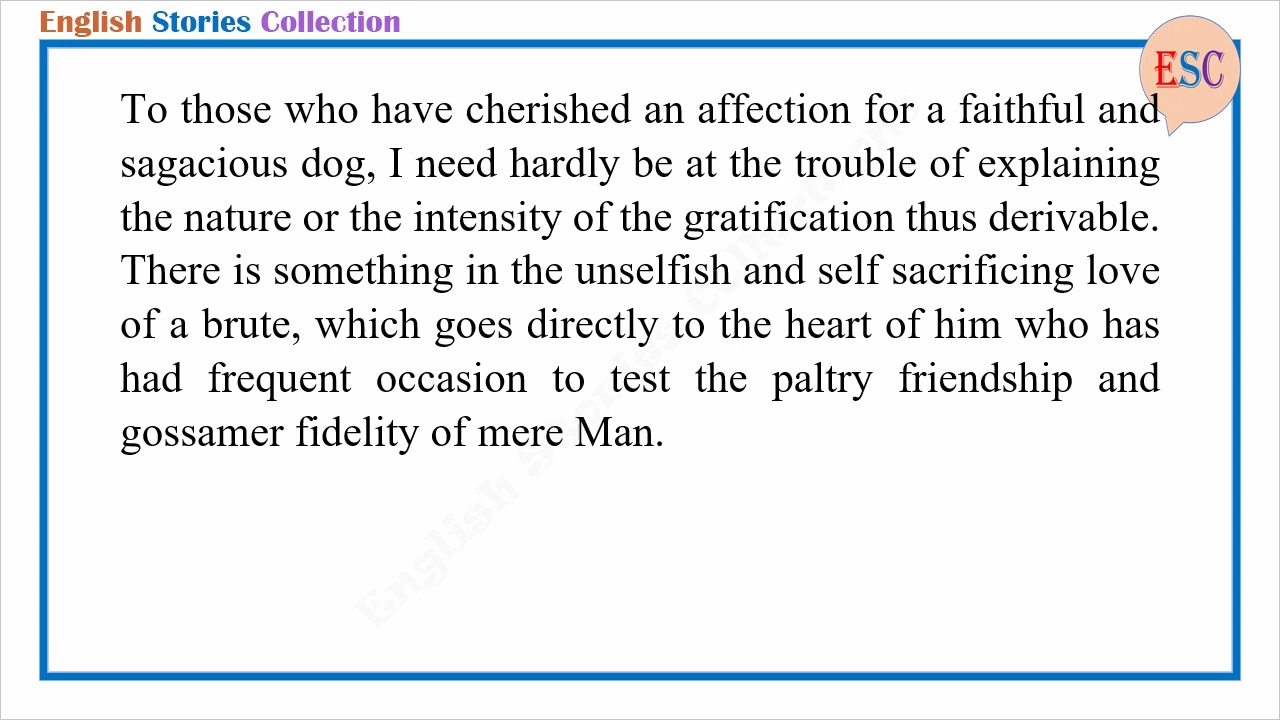 English Stories Collection
ESC
To those who have cherished an affection for a faithful and
sagacious dog, I need hardly be at the trouble of explaining
the nature or the intensity of the gratification thus derivable.
There is something in the unselfish and self sacrificing love
of a brute, which goes directly to the heart of him who has
had frequent occasion to test the paltry friendship and
gossamer fidelity of mere Man.
English Stories Collection